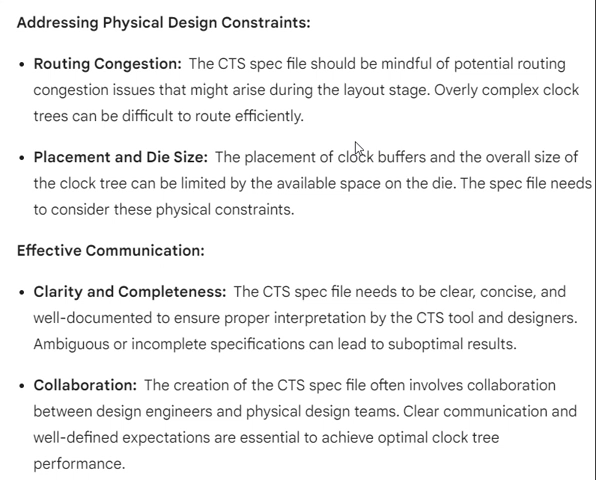 Addressing Physical Design Constraints:
• Routing Congestion: The CTS spec file should be mindful of potential routing
congestion issues that might arise during the layout stage. Overly complex clock
trees can be difficult to route efficiently.
• Placement and Die Size: The placement of clock buffers and the overall size of
the clock tree can be limited by the available space on the die. The spec file needs
to consider these physical constraints.
Effective Communication:
• Clarity and Completeness: The CTS spec file needs to be clear, concise, and
well-documented to ensure proper interpretation by the CTS tool and designers.
Ambiguous or incomplete specifications can lead to suboptimal results.
• Collaboration: The creation of the CTS spec file often involves collaboration
between design engineers and physical design teams. Clear communication and
well-defined expectations are essential to achieve optimal clock tree
performance.